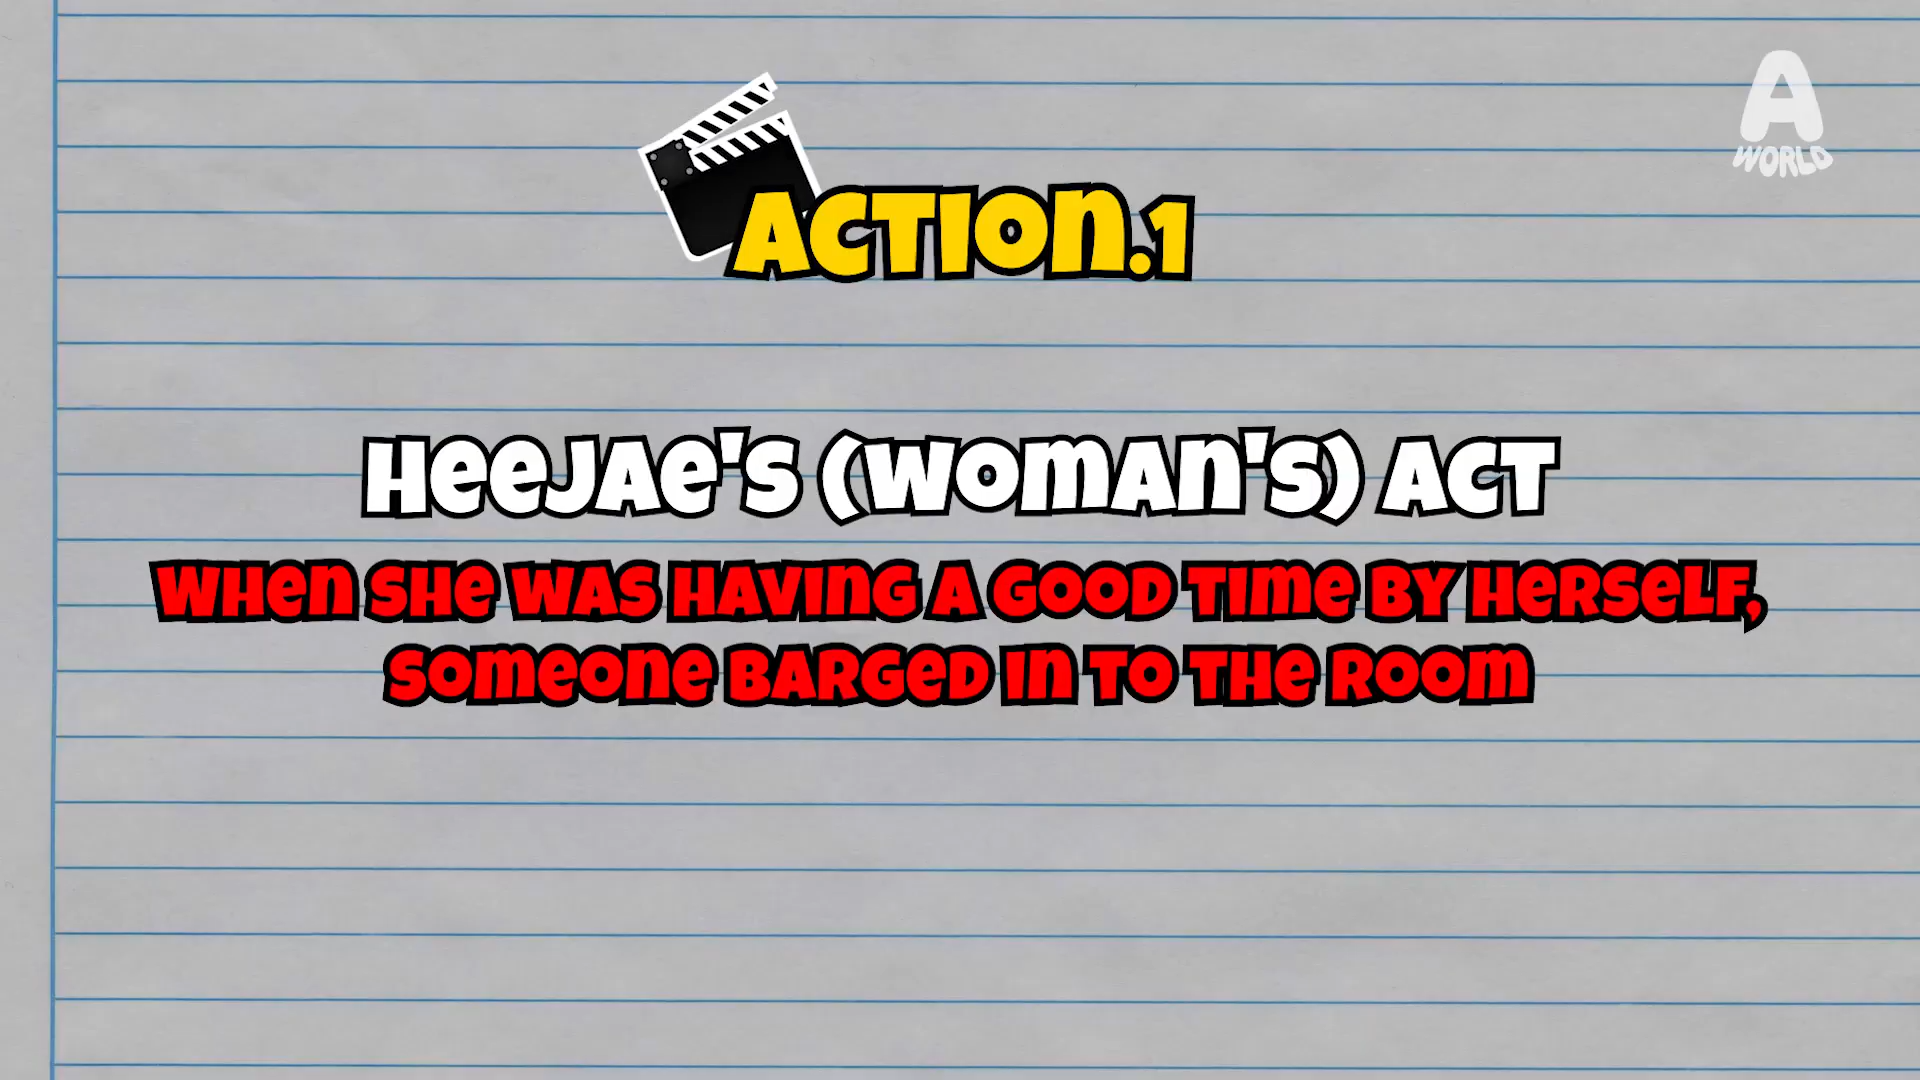 A
WORLD
ACTION.1
HEEJAE'S (WOMAN'S) ACT
WHEN SHE WAS HAVING A GOOD TIME BY HERSELF,
SOMEONE BARGED IN TO THE ROOM